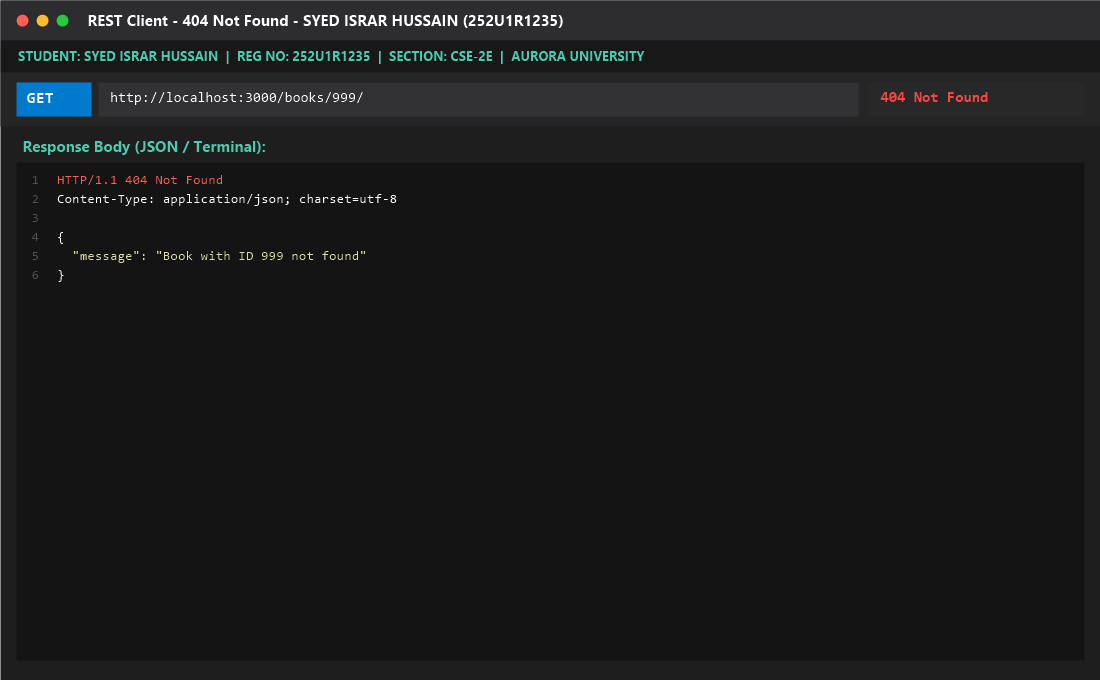 REST Client - 404 Not Found - SYED ISRAR HUSSAIN (252U1R1235)
STUDENT: SYED ISRAR HUSSAIN | REG NO: 252U1R1235 | SECTION: CSE-2E | AURORA UNIVERSITY
GET http://localhost:3000/books/999/ 404 Not Found
Response Body (JSON / Terminal):
1 HTTP/1.1 404 Not Found
2 Content-Type: application/json; charset=utf-8
3
4 {
5 "message": "Book with ID 999 not found"
6 }